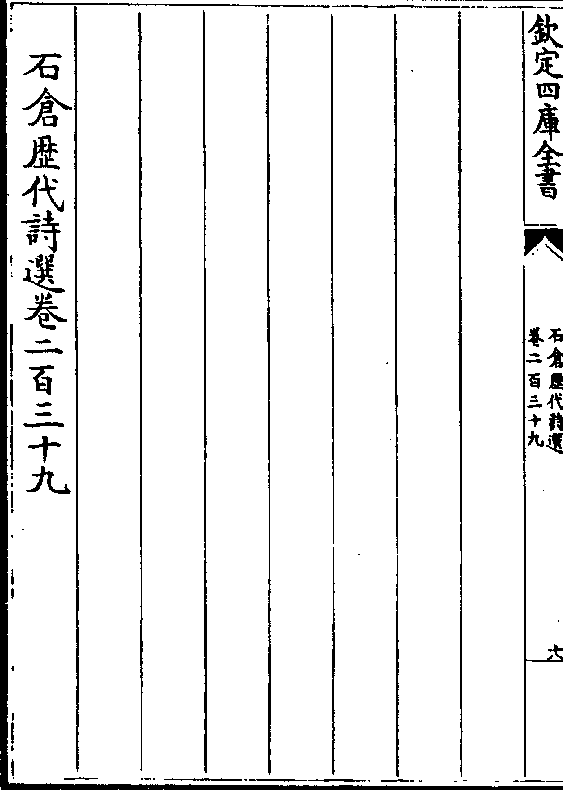 欽定四庫全書
石倉歷代詩選
卷二百三十九
六
石倉歴代詩選卷二百三十九